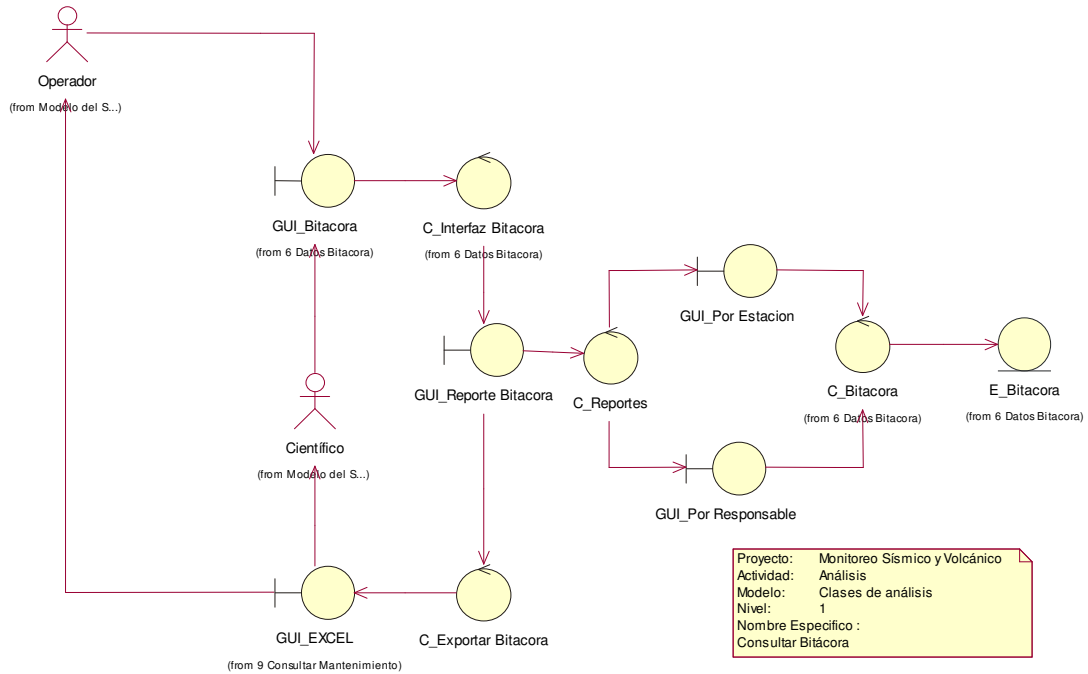 Operador
(from Modelo del S...)
GUI_Bitacora
(from 6 Datos Bitacora)
C_Interfaz Bitacora
(from 6 Datos Bitacora)
GUI_Por Estacion
GUI_Reporte Bitacora
C_Reportes
C_Bitacora
(from 6 Datos Bitacora)
E_Bitacora
(from 6 Datos Bitacora)
Científico
(from Modelo del S...)
GUI_Por Responsable
GUI_EXCEL
(from 9 Consultar Mantenimiento)
C_Exportar Bitacora
Proyecto: Monitoreo Sísmico y Volcánico
Actividad: Análisis
Modelo: Clases de análisis
Nivel: 1
Nombre Especifico :
Consultar Bitácora